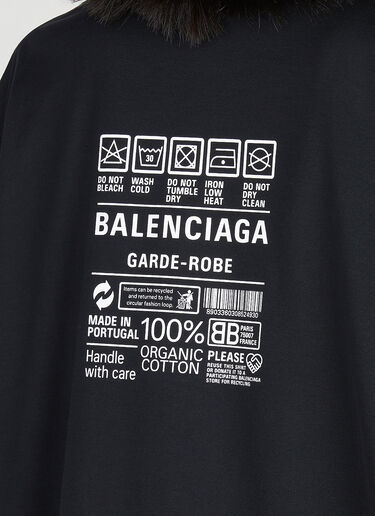 30
DO NOT BLEACH
WASH COLD
DO NOT TUMBLE DRY
IRON LOW HEAT
DO NOT DRY CLEAN
BALENCIAGA
GARDE-ROBE
Items can be recycled
and returned to the
circular fashion loop.
8903360308524930
MADE IN
PORTUGAL
100%
ORGANIC
COTTON
BB
PARIS
75007
FRANCE
Handle
with care
PLEASE
REUSE THIS SHIRT
OR DONATE IT TO A
PARTICIPATING BALENCIAGA
STORE FOR RECYCLING